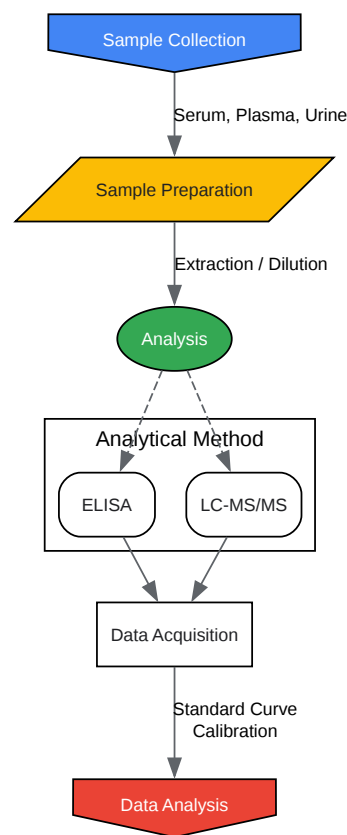 Sample Collection
Serum, Plasma, Urine
Sample Preparation
Extraction / Dilution
Analysis
Analytical Method
ELISA
LC-MS/MS
Data Acquisition
Standard Curve
Calibration
Data Analysis